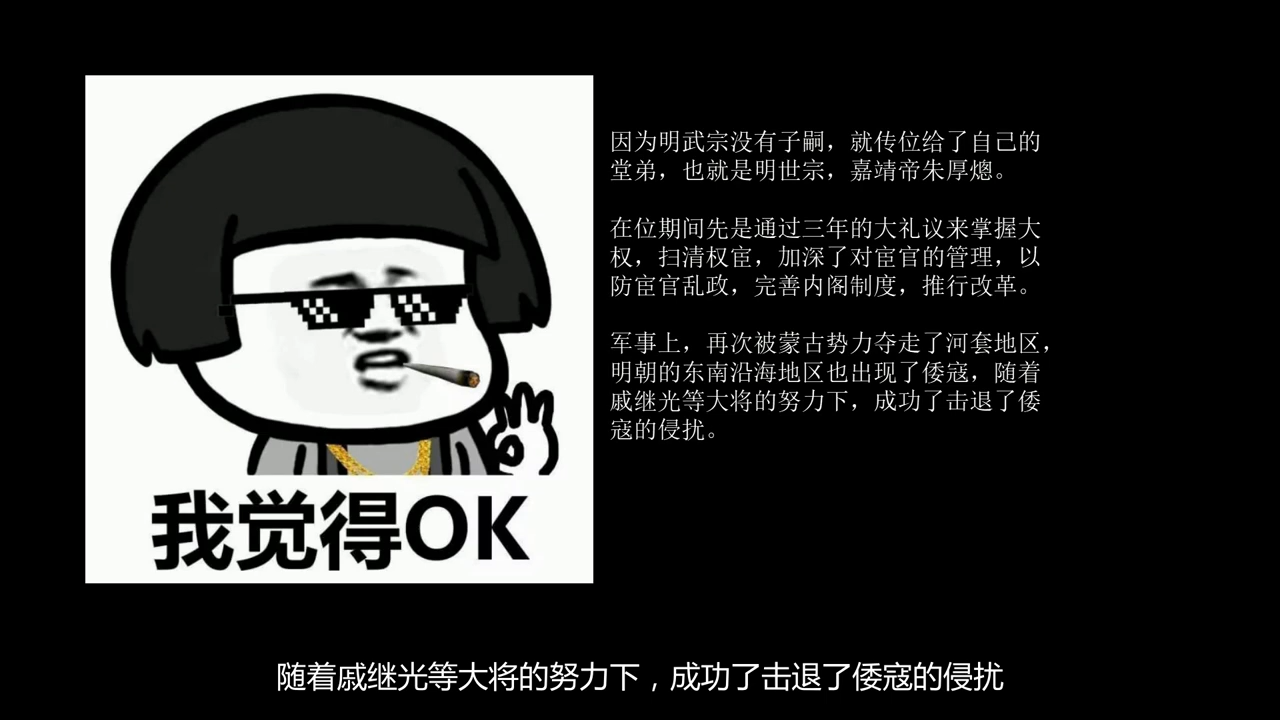 因为明武宗没有子嗣，就传位给了自己的
堂弟，也就是明世宗，嘉靖帝朱厚熜。
在位期间先是通过三年的大礼议来掌握大
权，扫清权宦，加深了对宦官的管理，以
防宦官乱政，完善内阁制度，推行改革。
军事上，再次被蒙古势力夺走了河套地区，
明朝的东南沿海地区也出现了倭寇，随着
戚继光等大将的努力下，成功了击退了倭
寇的侵扰。
我觉得OK
随着戚继光等大将的努力下，成功了击退了倭寇的侵扰